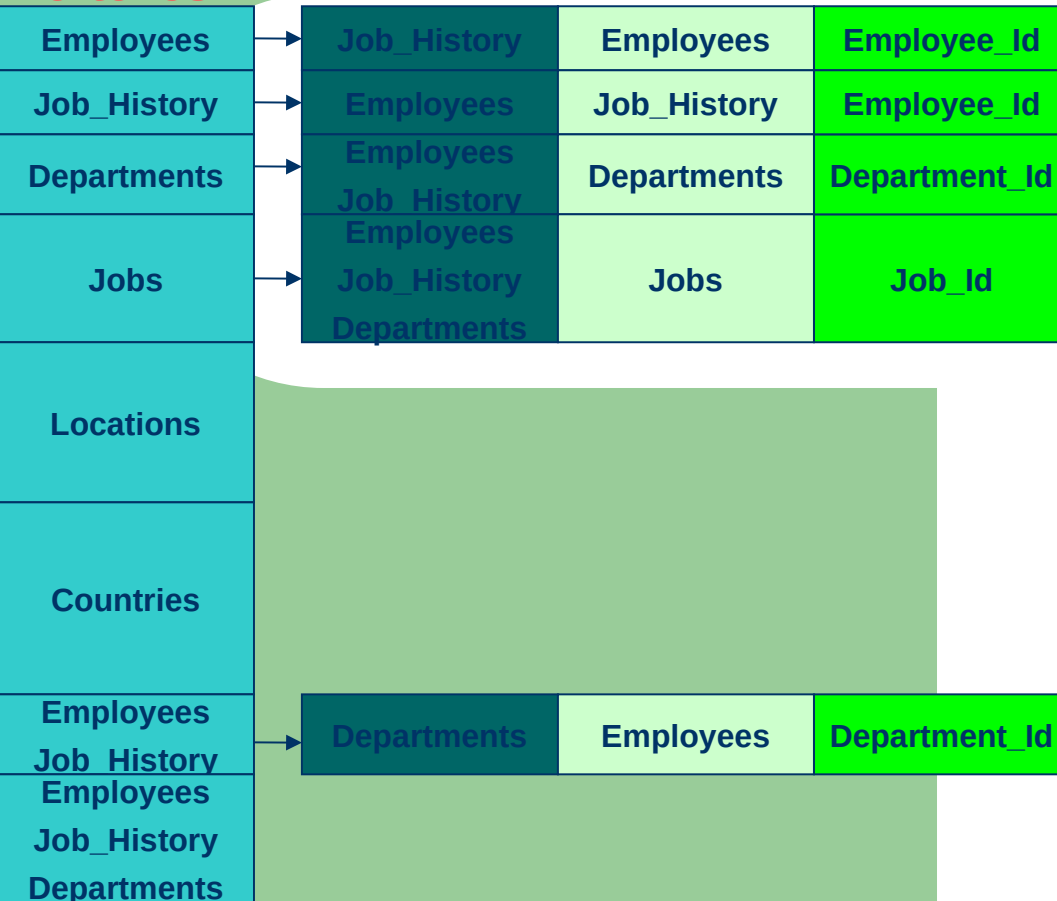 Employees
Job_History
Employees
Employee_Id
Job_History
Employees
Job_History
Employee_Id
Departments
Employees
Job_History
Departments
Department_Id
Jobs
Employees
Job_History
Departments
Jobs
Job_Id
Locations
Countries
Employees
Job_History
Departments
Employees
Department_Id
Employees
Job_History
Departments